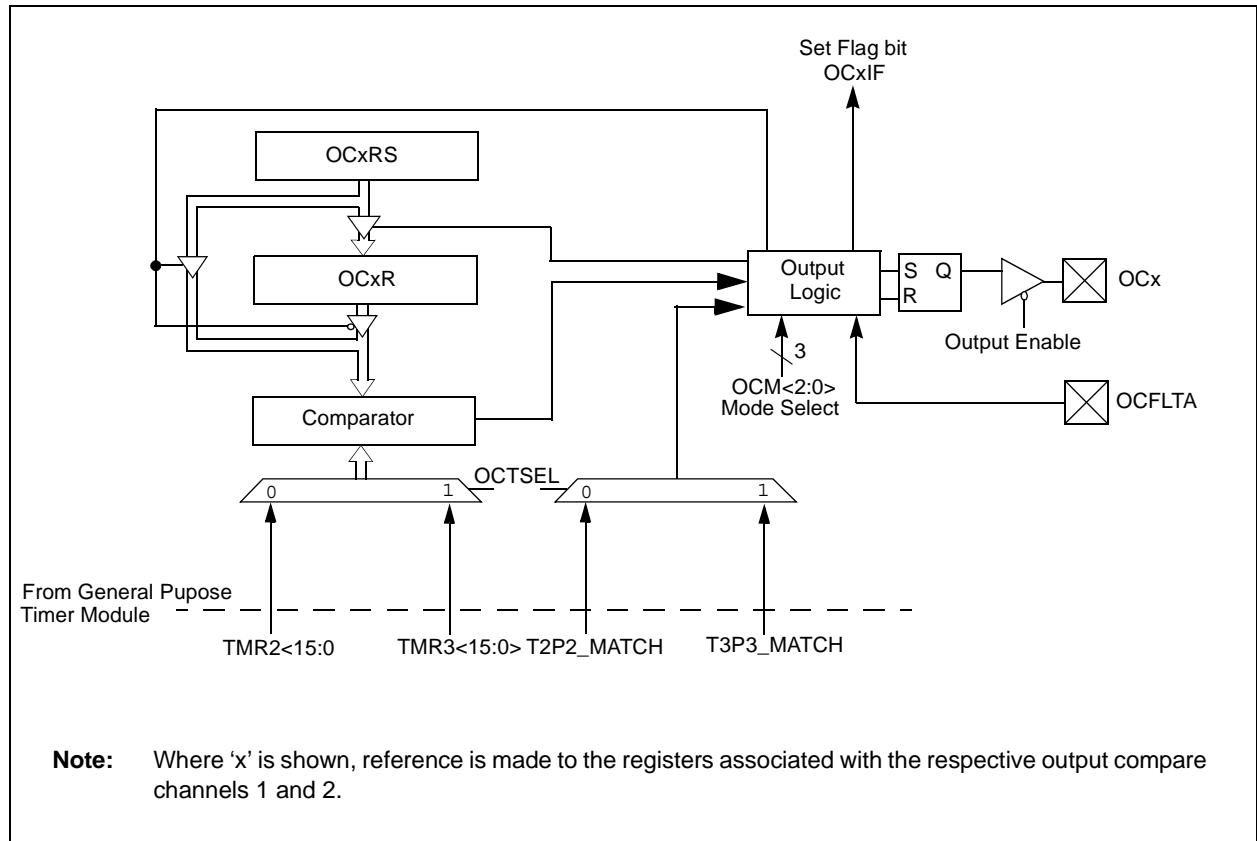 Set Flag bit
OCxIF
OCxRS
OCxR
Output
Logic
S Q
R
OCx
Output Enable
3
OCM<2:0>
Mode Select
OCFLTA
Comparator
OCTSEL
0 1
0 1
From General Pupose
Timer Module
TMR2<15:0
TMR3<15:0>
T2P2_MATCH
T3P3_MATCH
Note: Where ‘x’ is shown, reference is made to the registers associated with the respective output compare
channels 1 and 2.